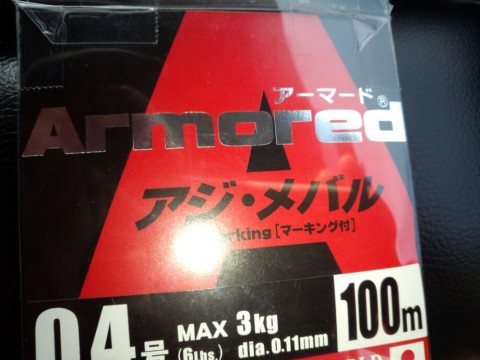 アーマード®
Armored
アジ・メバル
rking [マーキング付]
0.4号 MAX 3kg (6Lbs.) dia. 0.11mm 100m